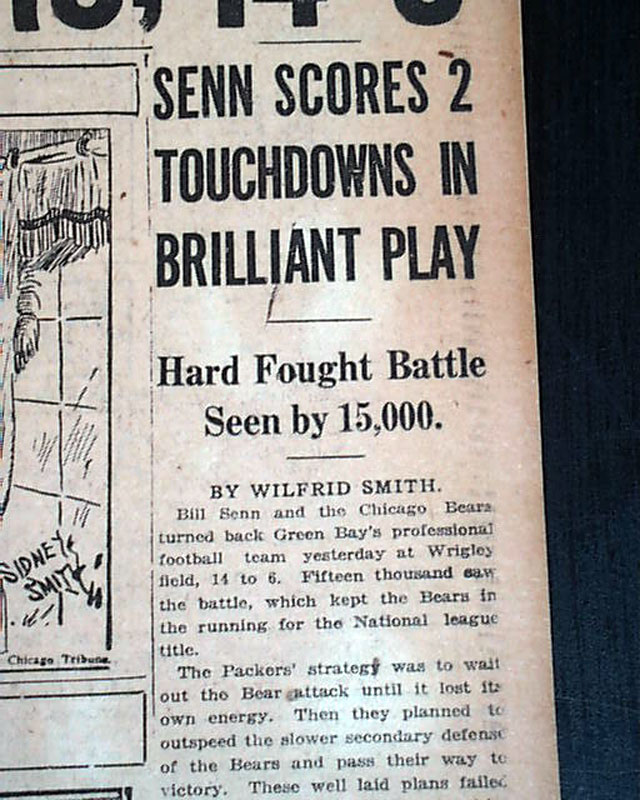 14
SENN SCORES 2
TOUCHDOWNS IN
BRILLIANT PLAY
Hard Fought Battle
Seen by 15,000.
BY WILFRID SMITH.
Bill Senn and the Chicago Bears
turned back Green Bay's professional
football team yesterday at Wrigley
field, 14 to 6. Fifteen thousand saw
the battle, which kept the Bears in
the running for the National league
title.
The Packers' strategy was to wait
out the Bear attack until it lost its
own energy. Then they planned to
outspeed the slower secondary defense
of the Bears and pass their way to
victory. These well laid plans failed
SIDNEY
SMITH
Chicago Tribune.